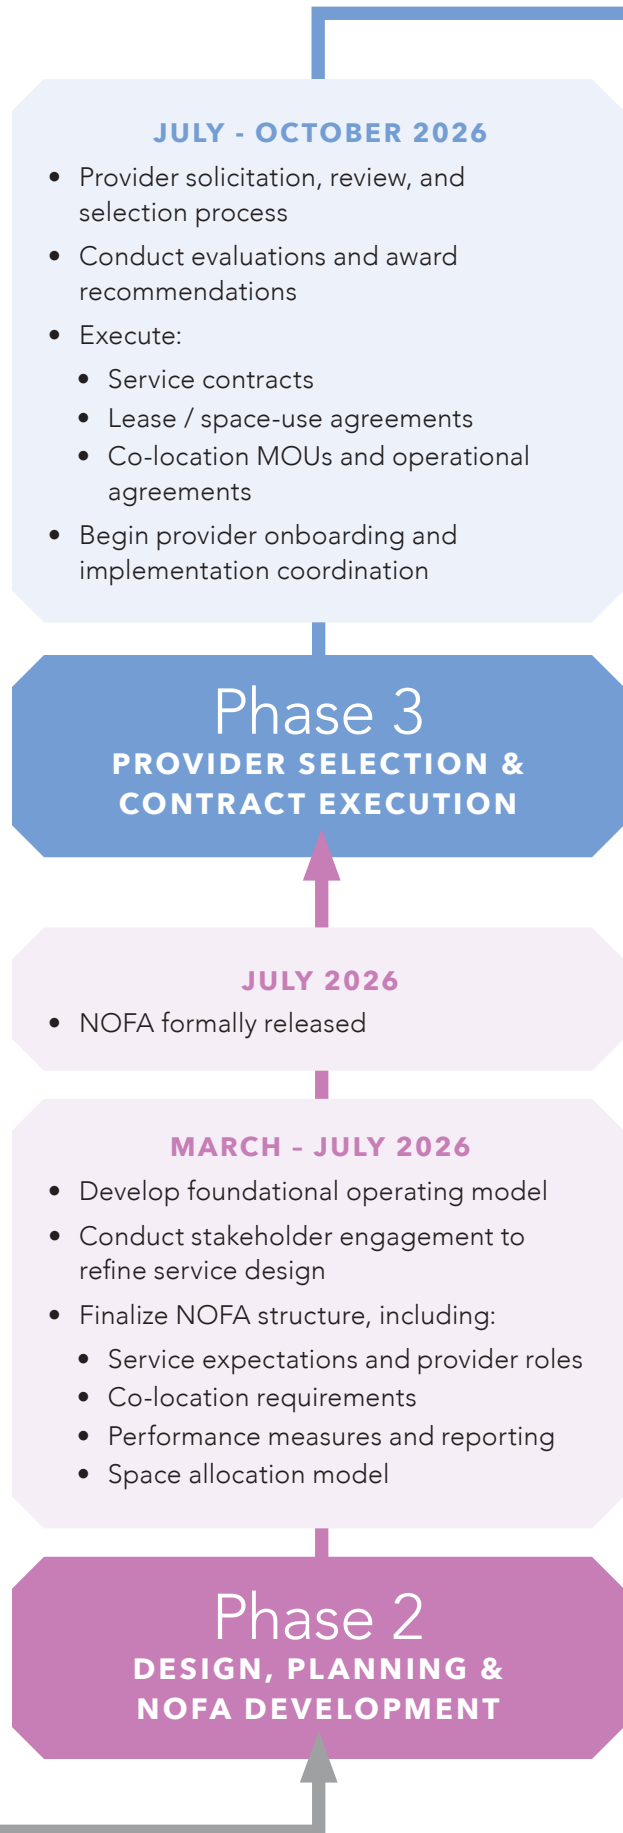 JULY - OCTOBER 2026
• Provider solicitation, review, and
selection process
• Conduct evaluations and award
recommendations
• Execute:
• Service contracts
• Lease / space-use agreements
• Co-location MOUs and operational
agreements
• Begin provider onboarding and
implementation coordination
Phase 3
PROVIDER SELECTION &
CONTRACT EXECUTION
JULY 2026
• NOFA formally released
MARCH – JULY 2026
• Develop foundational operating model
• Conduct stakeholder engagement to
refine service design
• Finalize NOFA structure, including:
• Service expectations and provider roles
• Co-location requirements
• Performance measures and reporting
• Space allocation model
Phase 2
DESIGN, PLANNING &
NOFA DEVELOPMENT